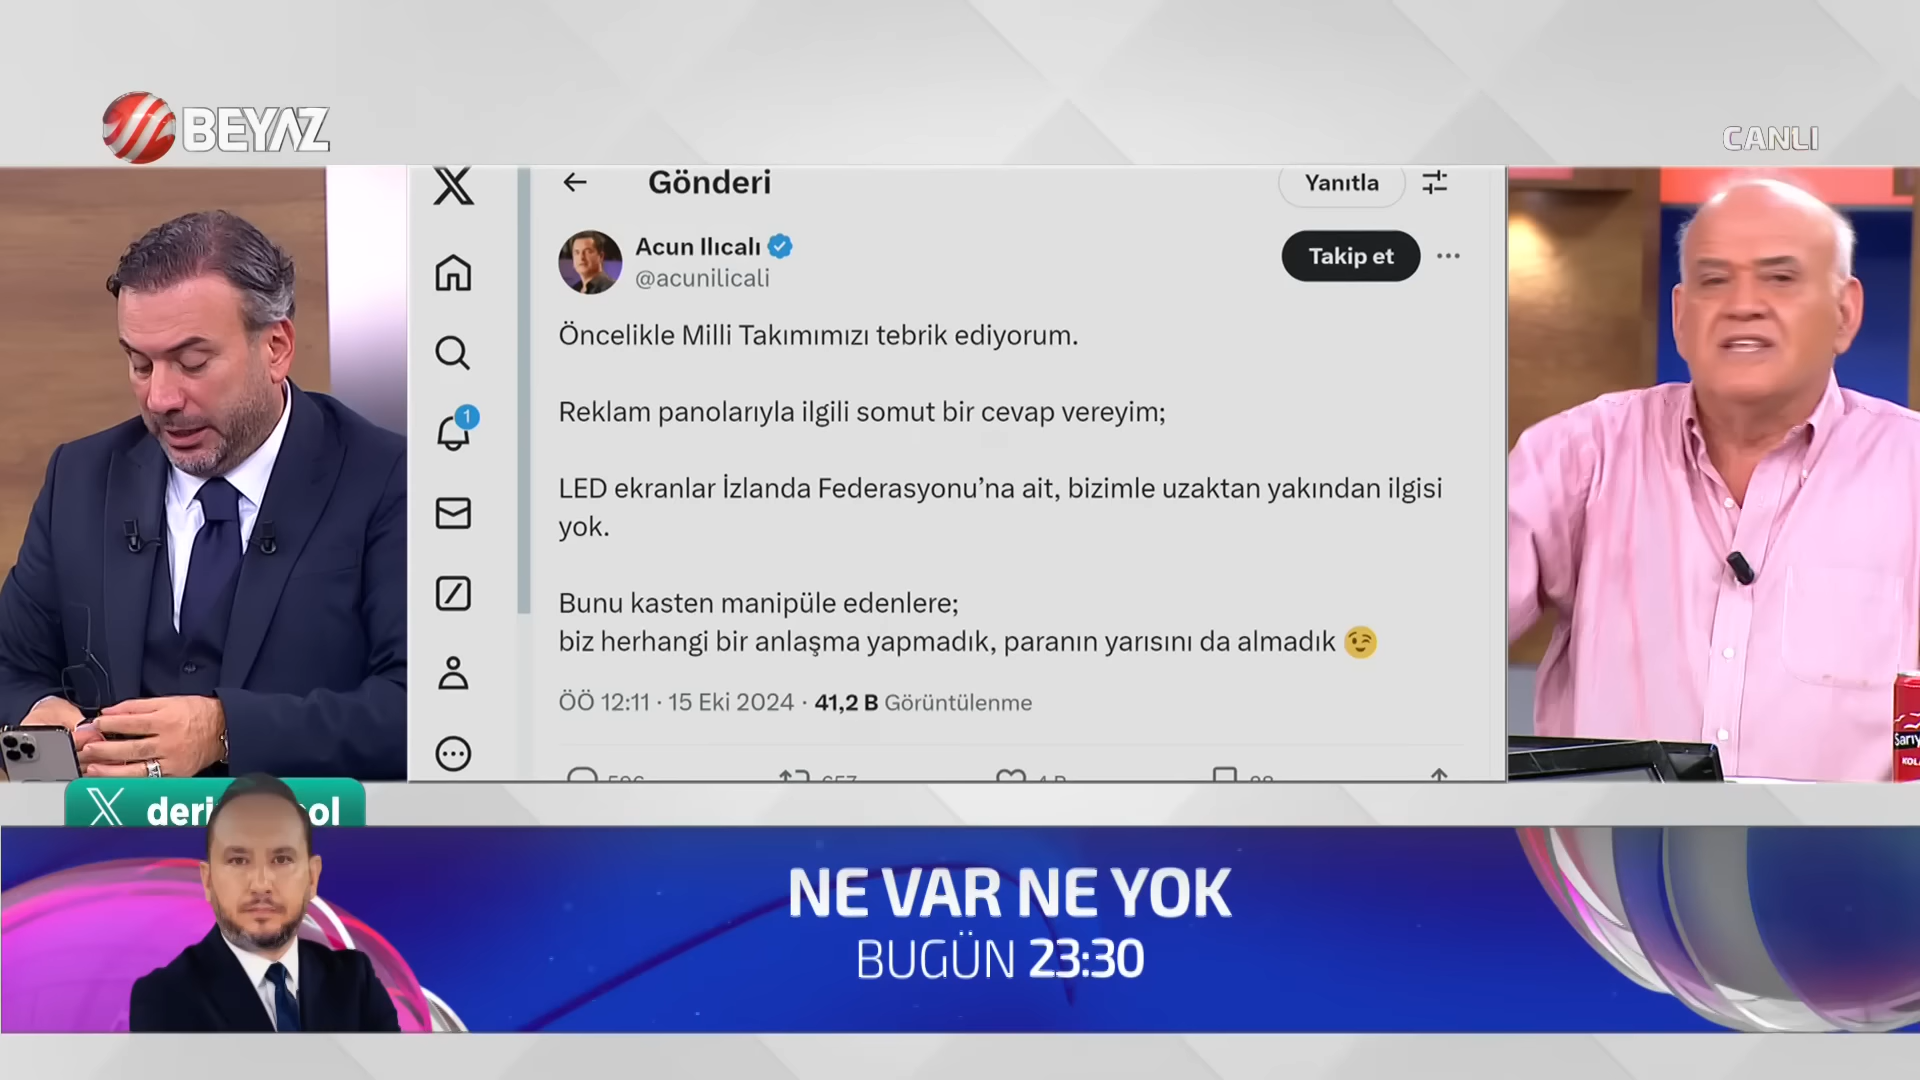 BEYAZ
CANLI
Gönderi
Yanıtla
Acun Ilıcalı
@acunilicali
Takip et
Öncelikle Milli Takımımızı tebrik ediyorum.
Reklam panolarıyla ilgili somut bir cevap vereyim;
LED ekranlar İzlanda Federasyonu’na ait, bizimle uzaktan yakından ilgisi
yok.
Bunu kasten manipüle edenlere;
biz herhangi bir anlaşma yapmadık, paranın yarısını da almadık 😉
ÖÖ 12:11 · 15 Eki 2024 · 41,2 B Görüntülenme
1
KOLA
NE VAR NE YOK
BUGÜN 23:30